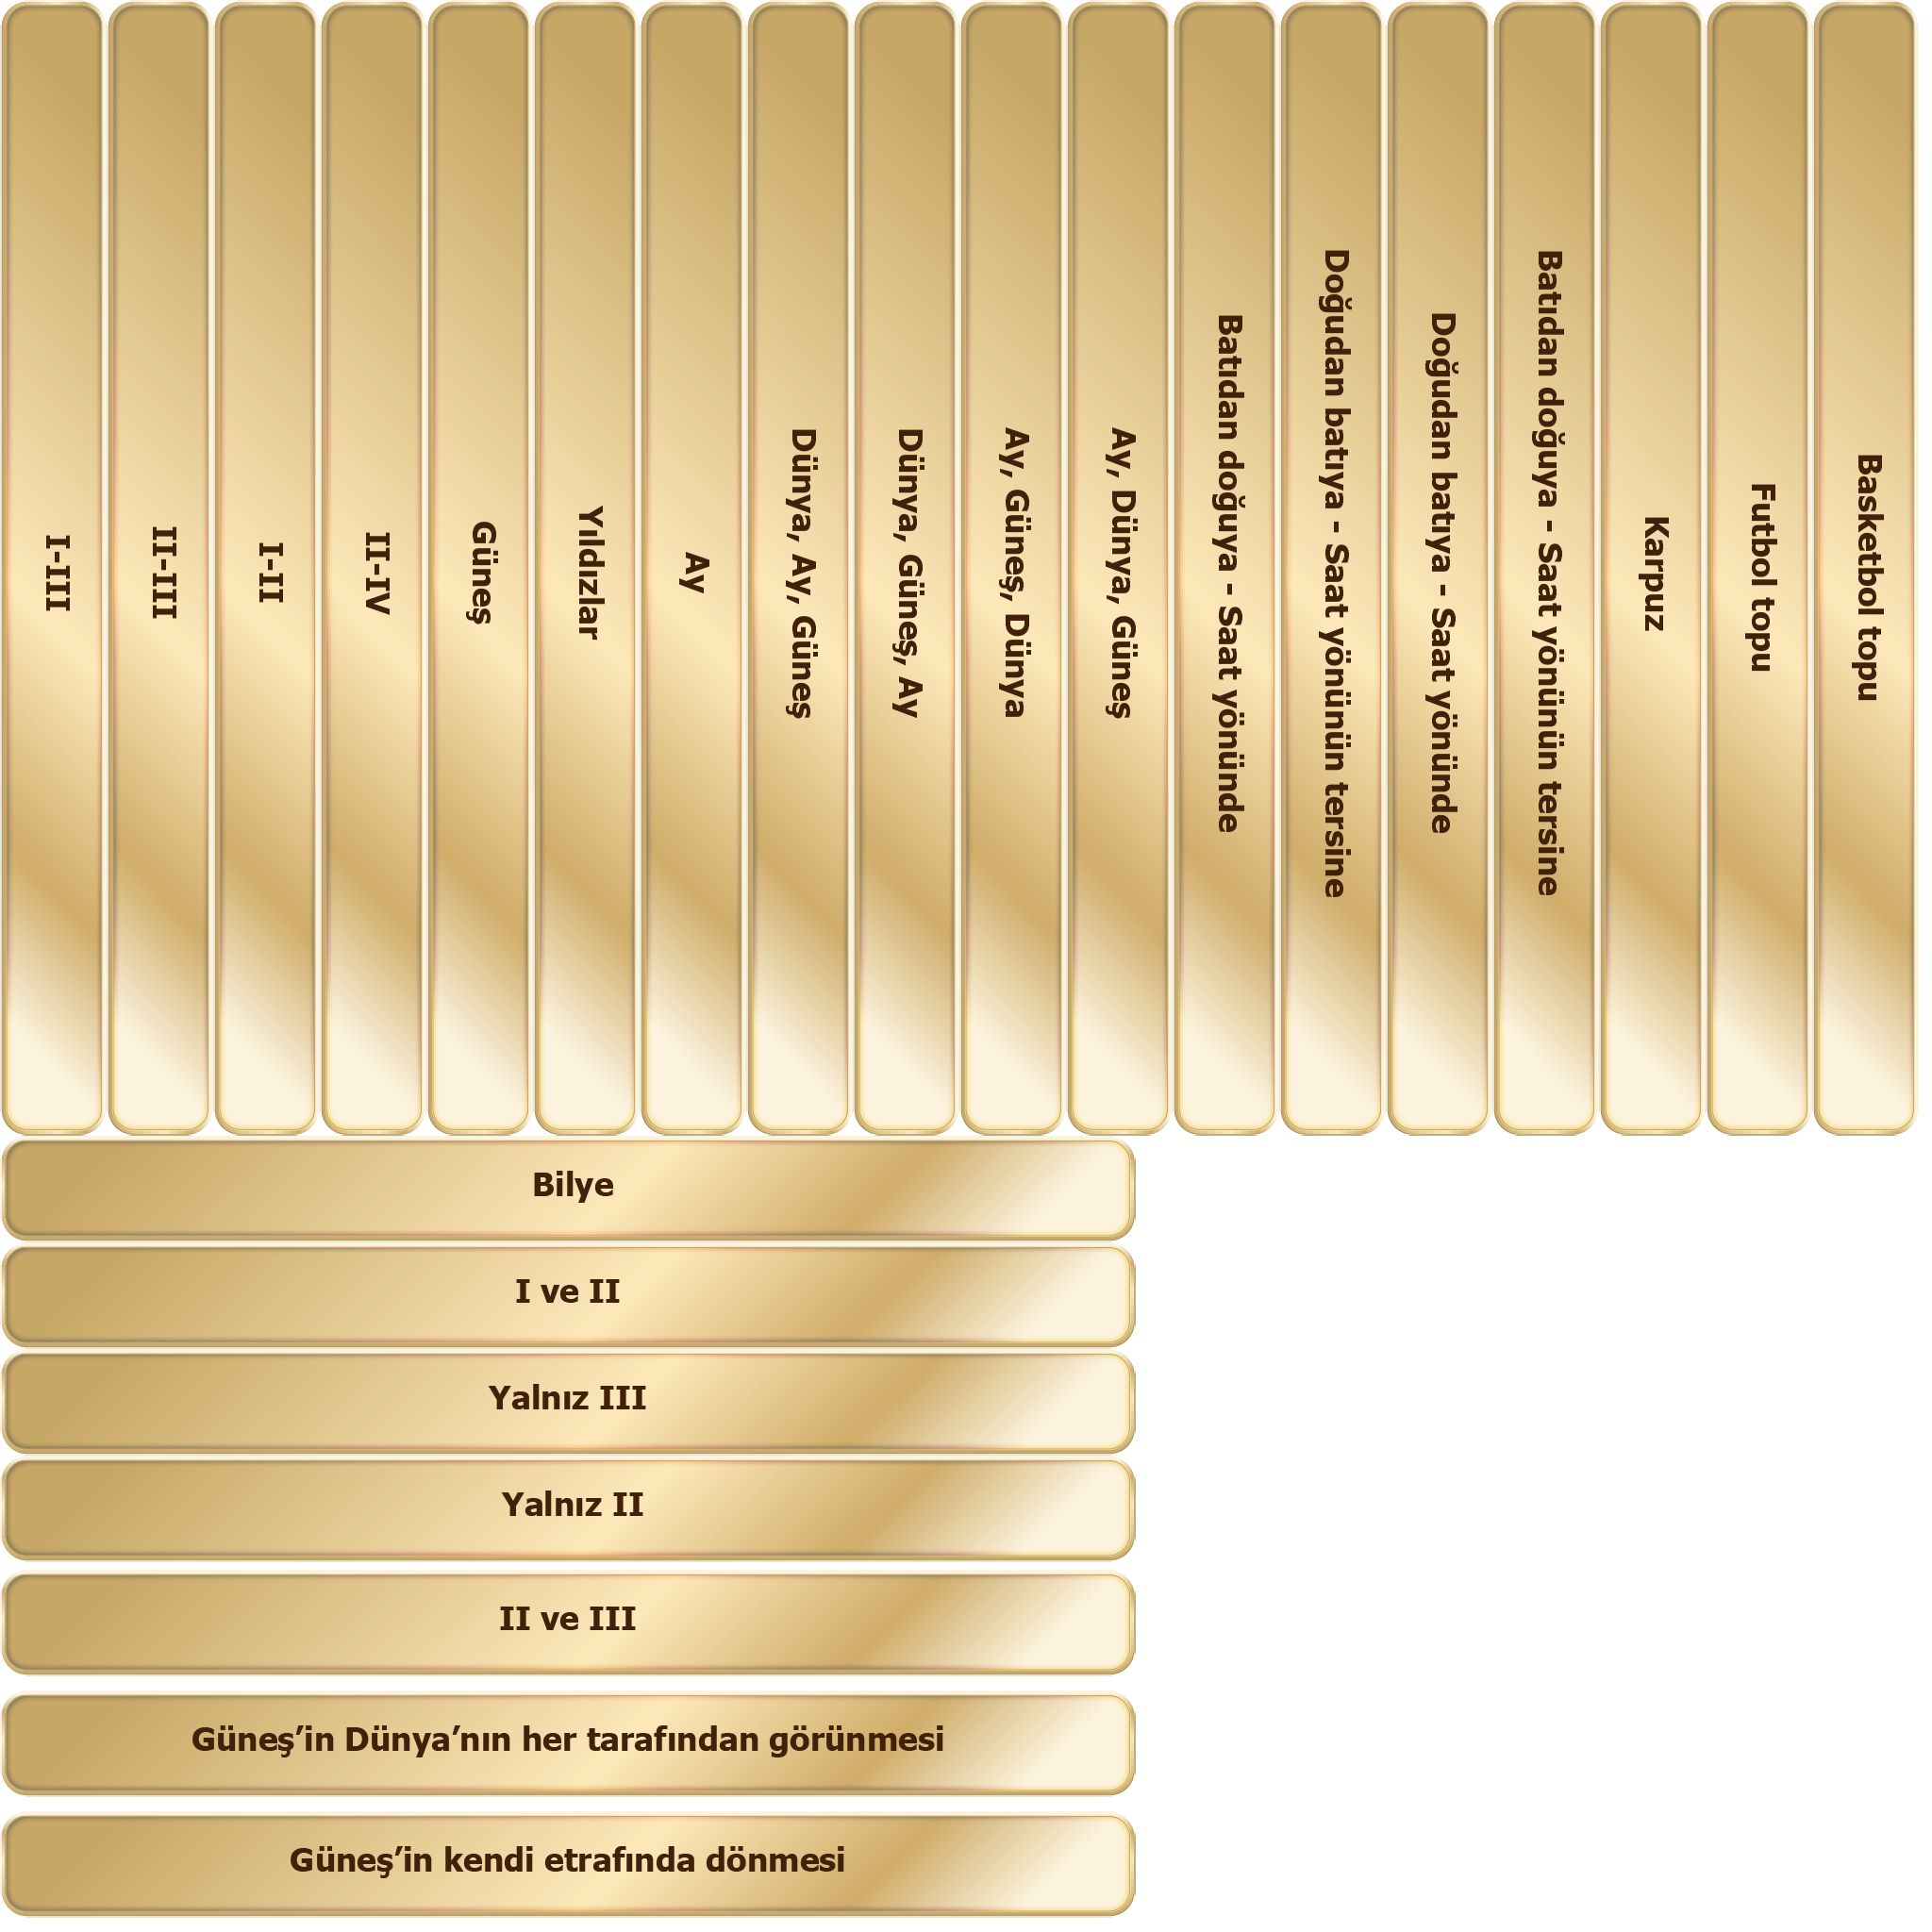 I-III
II-III
I-II
II-IV
Güneş
Yıldızlar
Ay
Dünya, Ay, Güneş
Dünya, Güneş, Ay
Ay, Güneş, Dünya
Ay, Dünya, Güneş
Batıdan doğuya - Saat yönünde
Doğudan batıya - Saat yönünün tersine
Doğudan batıya - Saat yönünde
Batıdan doğuya - Saat yönünün tersine
Karpuz
Futbol topu
Basketbol topu
Bilye
I ve II
Yalnız III
Yalnız II
II ve III
Güneş’in Dünya’nın her tarafından görünmesi
Güneş’in kendi etrafında dönmesi